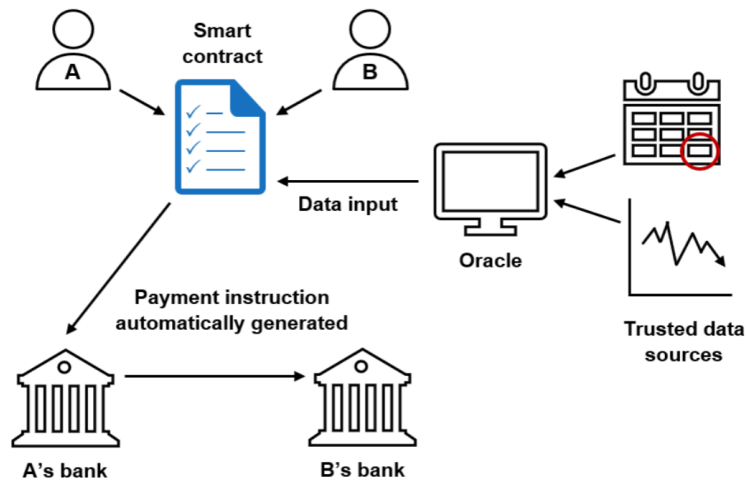 Smart
contract
A
B
Data input
Oracle
Payment instruction
automatically generated
Trusted data
sources
A's bank
B's bank